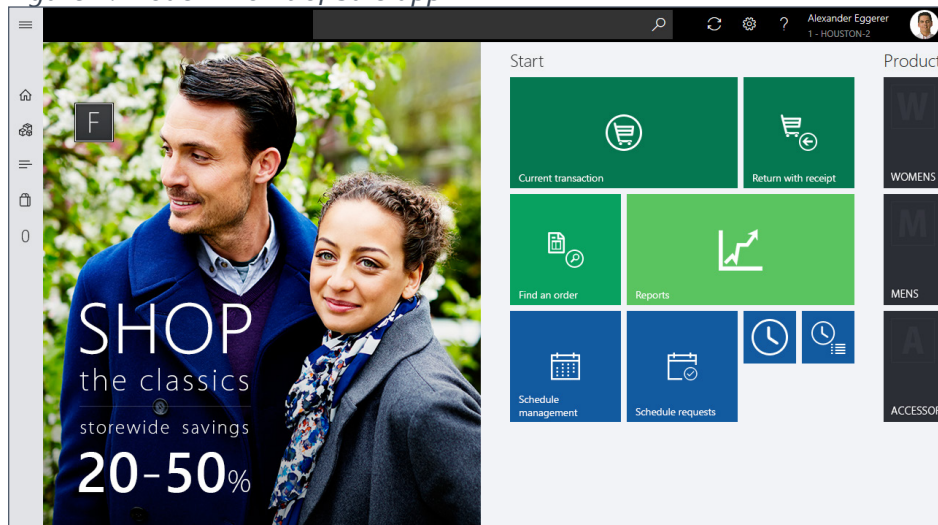 Alexander Eggerer
1 - HOUSTON-2
F
SHOP
the classics
storewide savings
20-50%
Start
Current transaction
Return with receipt
Find an order
Reports
Schedule
management
Schedule requests
Product
W
WOMENS
M
MENS
A
ACCESSOR
0